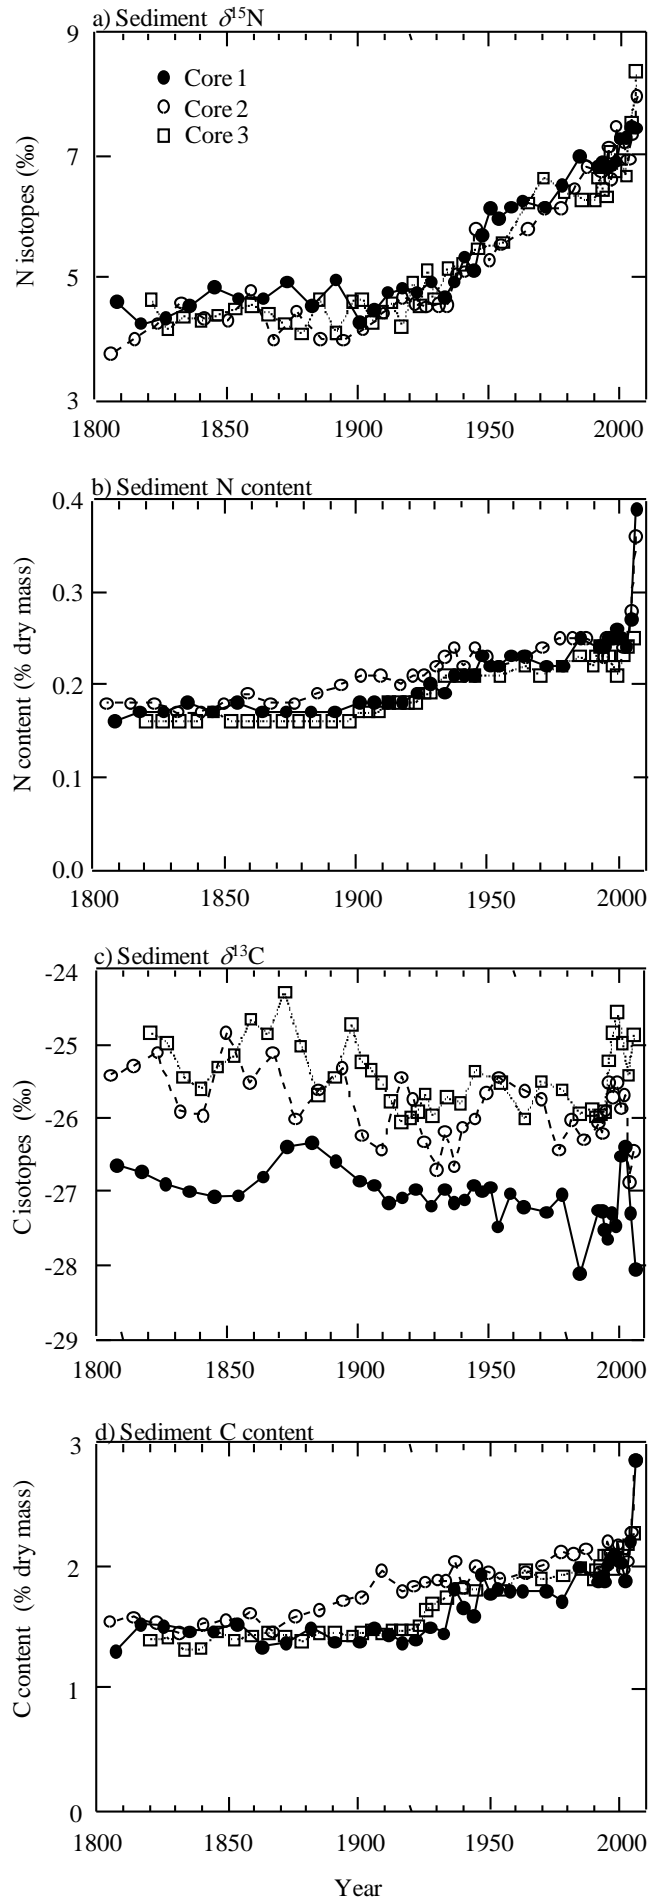 a) Sediment δ¹⁵N
9
7
5
3
N isotopes (‰)
Core 1
Core 2
Core 3
1800 1850 1900 1950 2000
b) Sediment N content
0.4
0.3
0.2
0.1
0.0
N content (% dry mass)
1800 1850 1900 1950 2000
c) Sediment δ¹³C
-24
-25
-26
-27
-28
-29
C isotopes (‰)
1800 1850 1900 1950 2000
d) Sediment C content
3
2
1
0
C content (% dry mass)
1800 1850 1900 1950 2000
Year